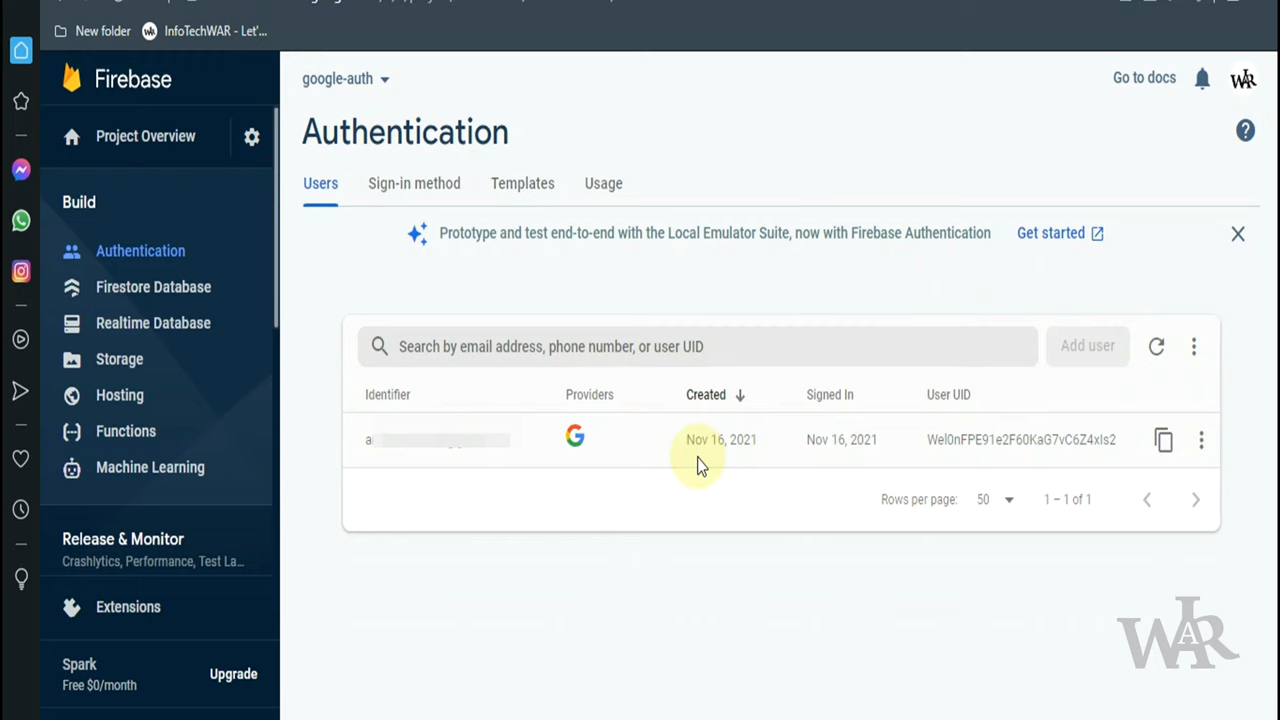 New folder
InfoTechWAR - Let'...
Firebase
google-auth
Go to docs
WAR
Project Overview
Authentication
Users
Sign-in method
Templates
Usage
Build
Prototype and test end-to-end with the Local Emulator Suite, now with Firebase Authentication
Get started
Authentication
Firestore Database
Realtime Database
Storage
Hosting
Functions
Machine Learning
Search by email address, phone number, or user UID
Add user
Identifier
Providers
Created
Signed In
User UID
G
Nov 16, 2021
Nov 16, 2021
Wel0nFPE91e2F60KaG7vC6Z4xIs2
Rows per page:
50
1 – 1 of 1
Release & Monitor
Crashlytics, Performance, Test La...
Extensions
Spark
Free $0/month
Upgrade
WAR